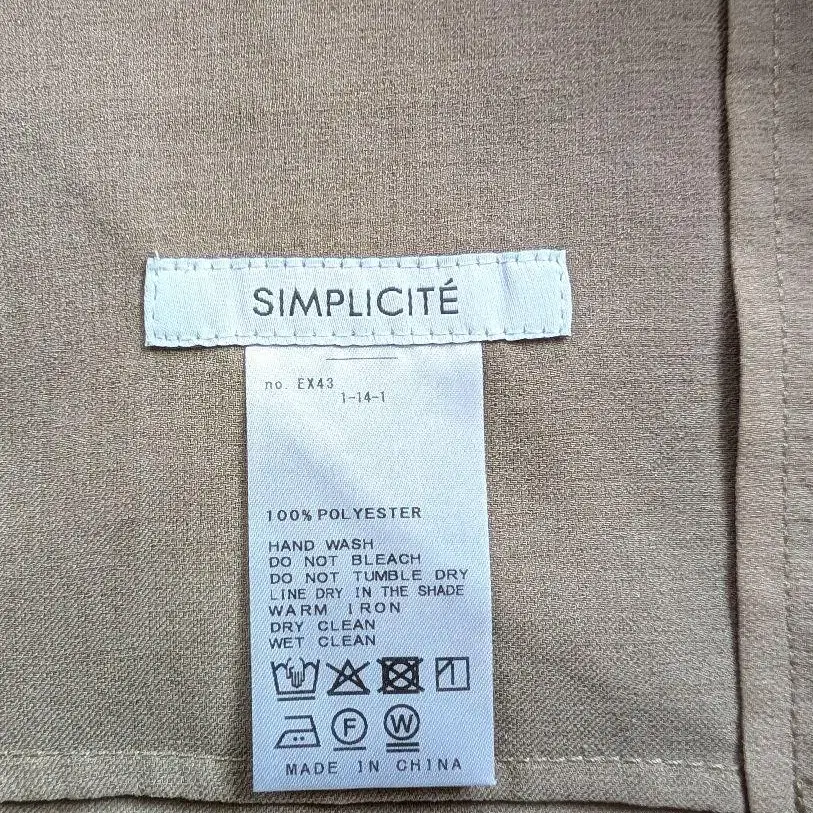 SIMPLICITÉ
no. EX43
1-14-1
100% POLYESTER
HAND WASH
DO NOT BLEACH
DO NOT TUMBLE DRY
LINE DRY IN THE SHADE
WARM IRON
DRY CLEAN
WET CLEAN
F W
MADE IN CHINA